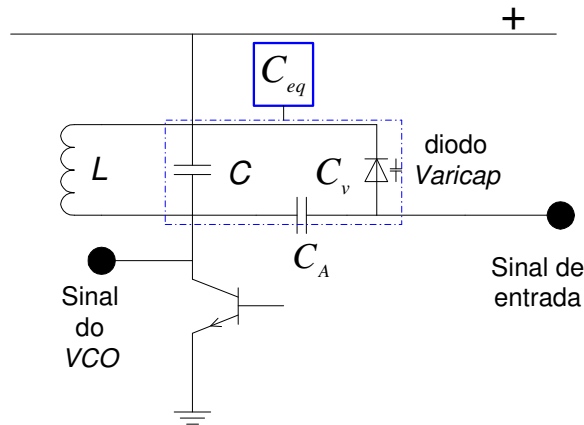 +
C_eq
L
C
C_v
diodo
Varicap
C_A
Sinal
do
VCO
Sinal de
entrada